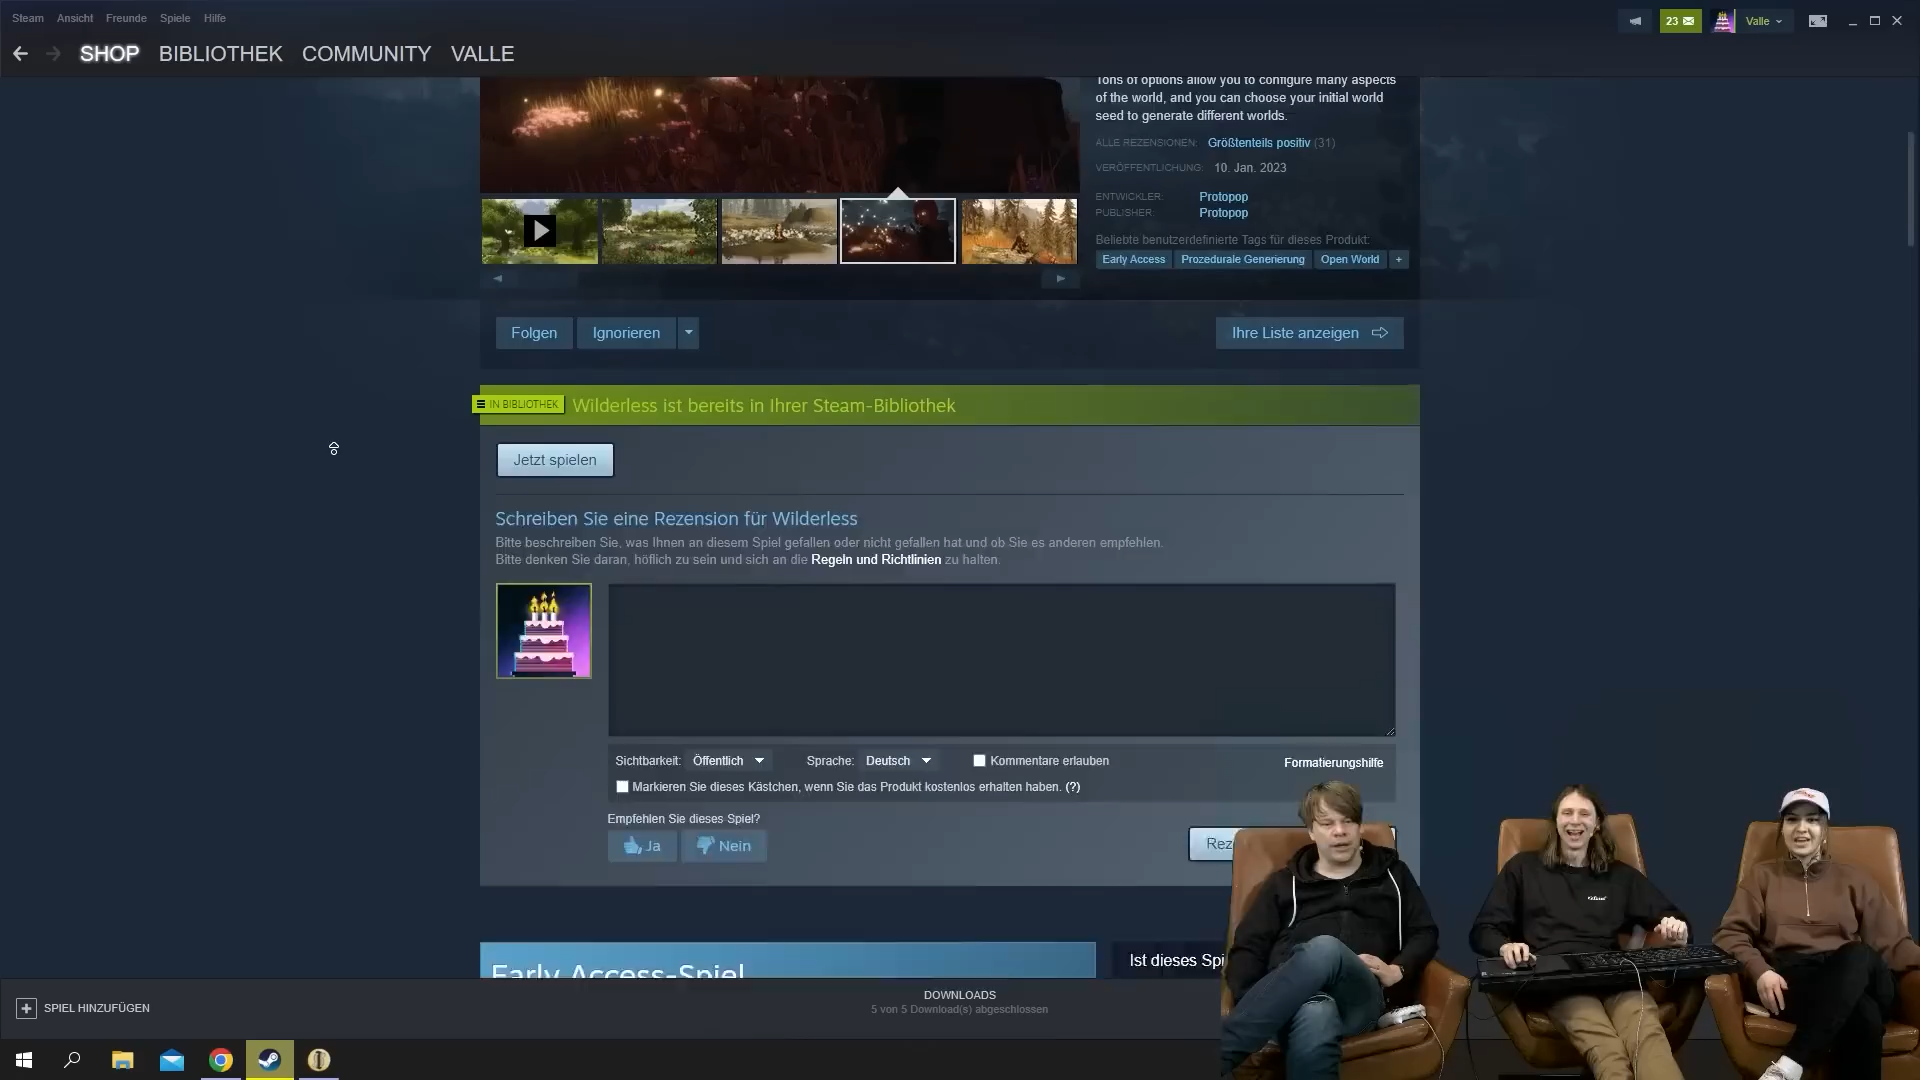 Steam Ansicht Freunde Spiele Hilfe
23
Valle
SHOP BIBLIOTHEK COMMUNITY VALLE
Tons of options allow you to configure many aspects
of the world, and you can choose your initial world
seed to generate different worlds.
ALLE REZENSIONEN: Größtenteils positiv (31)
VERÖFFENTLICHUNG: 10. Jan. 2023
ENTWICKLER: Protopop
PUBLISHER: Protopop
Beliebte benutzerdefinierte Tags für dieses Produkt:
Early Access Prozedurale Generierung Open World +
Folgen Ignorieren Ihre Liste anzeigen
IN BIBLIOTHEK Wilderless ist bereits in Ihrer Steam-Bibliothek
Jetzt spielen
Schreiben Sie eine Rezension für Wilderless
Bitte beschreiben Sie, was Ihnen an diesem Spiel gefallen oder nicht gefallen hat und ob Sie es anderen empfehlen.
Bitte denken Sie daran, höflich zu sein und sich an die Regeln und Richtlinien zu halten.
Sichtbarkeit: Öffentlich Sprache: Deutsch Kommentare erlauben Formatierungshilfe
Markieren Sie dieses Kästchen, wenn Sie das Produkt kostenlos erhalten haben. (?)
Empfehlen Sie dieses Spiel?
Ja Nein Rez
Early Access-Spiel Ist dieses Spi
SPIEL HINZUFÜGEN
DOWNLOADS
5 von 5 Download(s) abgeschlossen